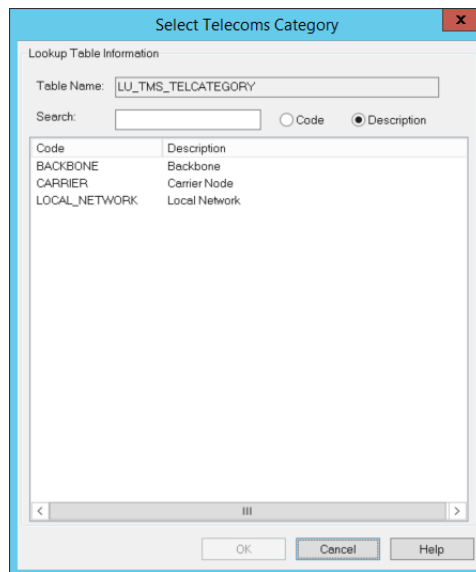 Select Telecoms Category
x
Lookup Table Information
Table Name: LU_TMS_TELCATEGORY
Search: Code Description
Code Description
BACKBONE Backbone
CARRIER Carrier Node
LOCAL_NETWORK Local Network
OK Cancel Help